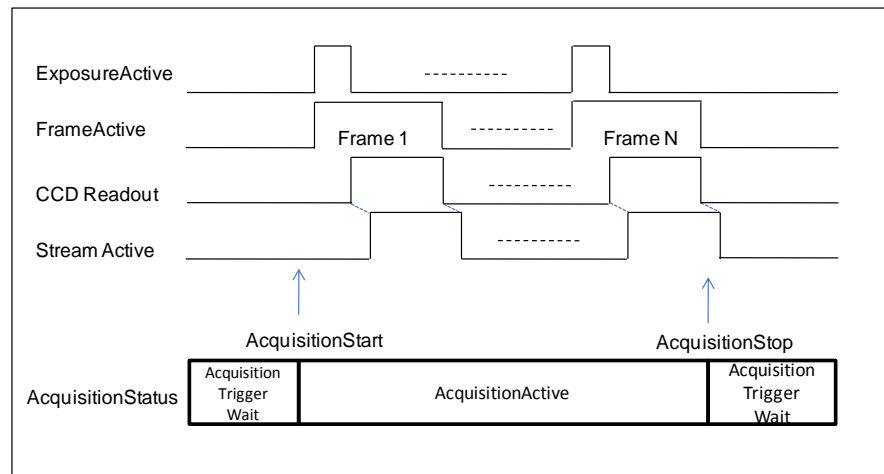 ExposureActive
FrameActive
Frame 1
Frame N
CCD Readout
Stream Active
AcquisitionStart
AcquisitionStop
AcquisitionStatus
Acquisition
Trigger
Wait
AcquisitionActive
Acquisition
Trigger
Wait